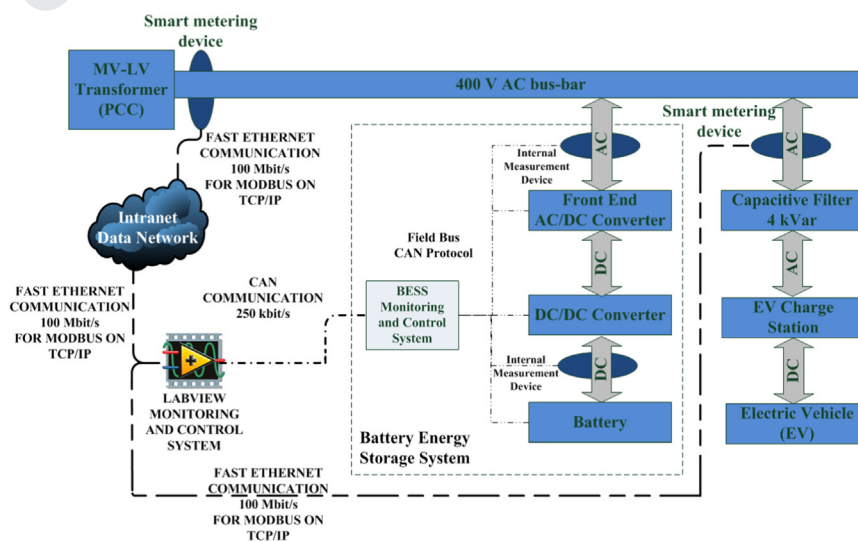 Smart metering
device
MV-LV
Transformer
(PCC)
400 V AC bus-bar
FAST ETHERNET
COMMUNICATION
100 Mbit/s
FOR MODBUS ON
TCP/IP
Smart metering
device
AC
AC
Internal
Measurement
Device
Intranet
Data Network
Front End
AC/DC Converter
Capacitive Filter
4 kVar
Field Bus
CAN Protocol
DC
AC
FAST ETHERNET
COMMUNICATION
100 Mbit/s
FOR MODBUS ON
TCP/IP
CAN
COMMUNICATION
250 kbit/s
BESS
Monitoring
and Control
System
DC/DC Converter
EV Charge
Station
Internal
Measurement
Device
DC
DC
LABVIEW
MONITORING
AND CONTROL
SYSTEM
Battery
Electric Vehicle
(EV)
Battery Energy
Storage System
FAST ETHERNET
COMMUNICATION
100 Mbit/s
FOR MODBUS ON
TCP/IP